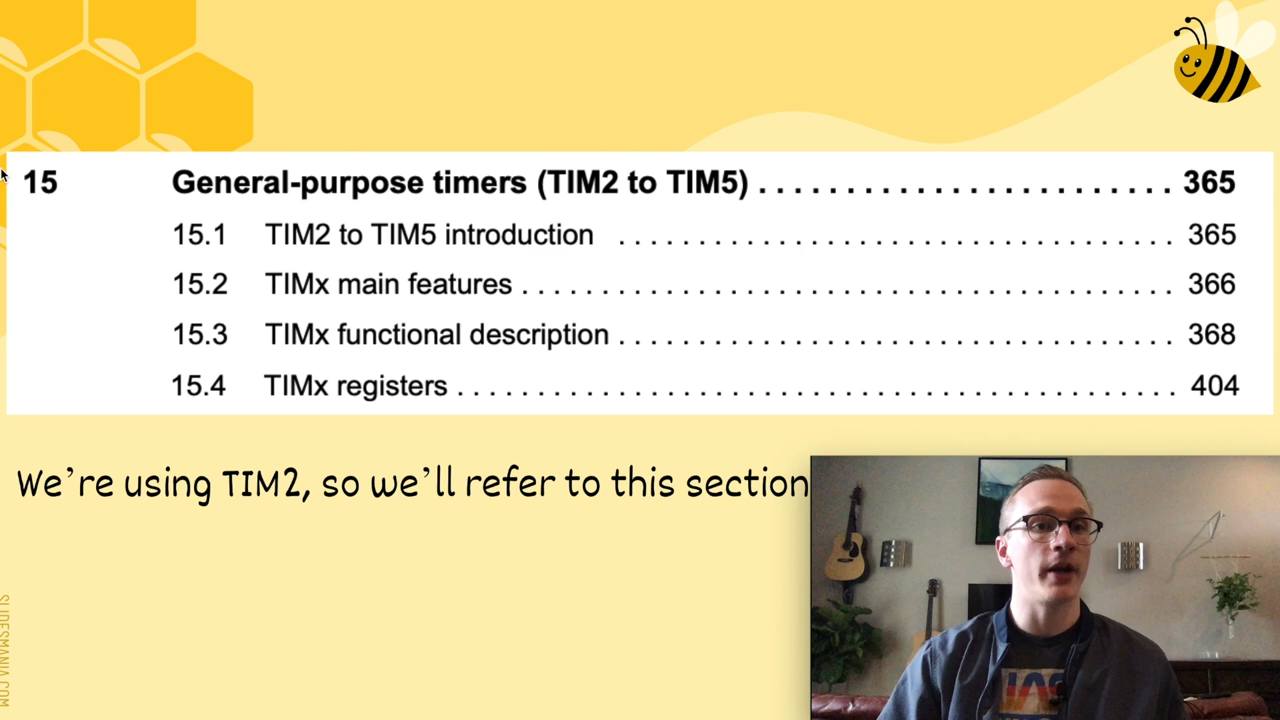 15 General-purpose timers (TIM2 to TIM5) . . . . . . . . . . . . . . . . . . . . . . . . 365
15.1 TIM2 to TIM5 introduction . . . . . . . . . . . . . . . . . . . . . . . . . . . . . . . . . . 365
15.2 TIMx main features . . . . . . . . . . . . . . . . . . . . . . . . . . . . . . . . . . . . . . . . 366
15.3 TIMx functional description . . . . . . . . . . . . . . . . . . . . . . . . . . . . . . . . . . 368
15.4 TIMx registers . . . . . . . . . . . . . . . . . . . . . . . . . . . . . . . . . . . . . . . . . . . . 404
We’re using TIM2, so we’ll refer to this section
SLIDESMANIA.COM